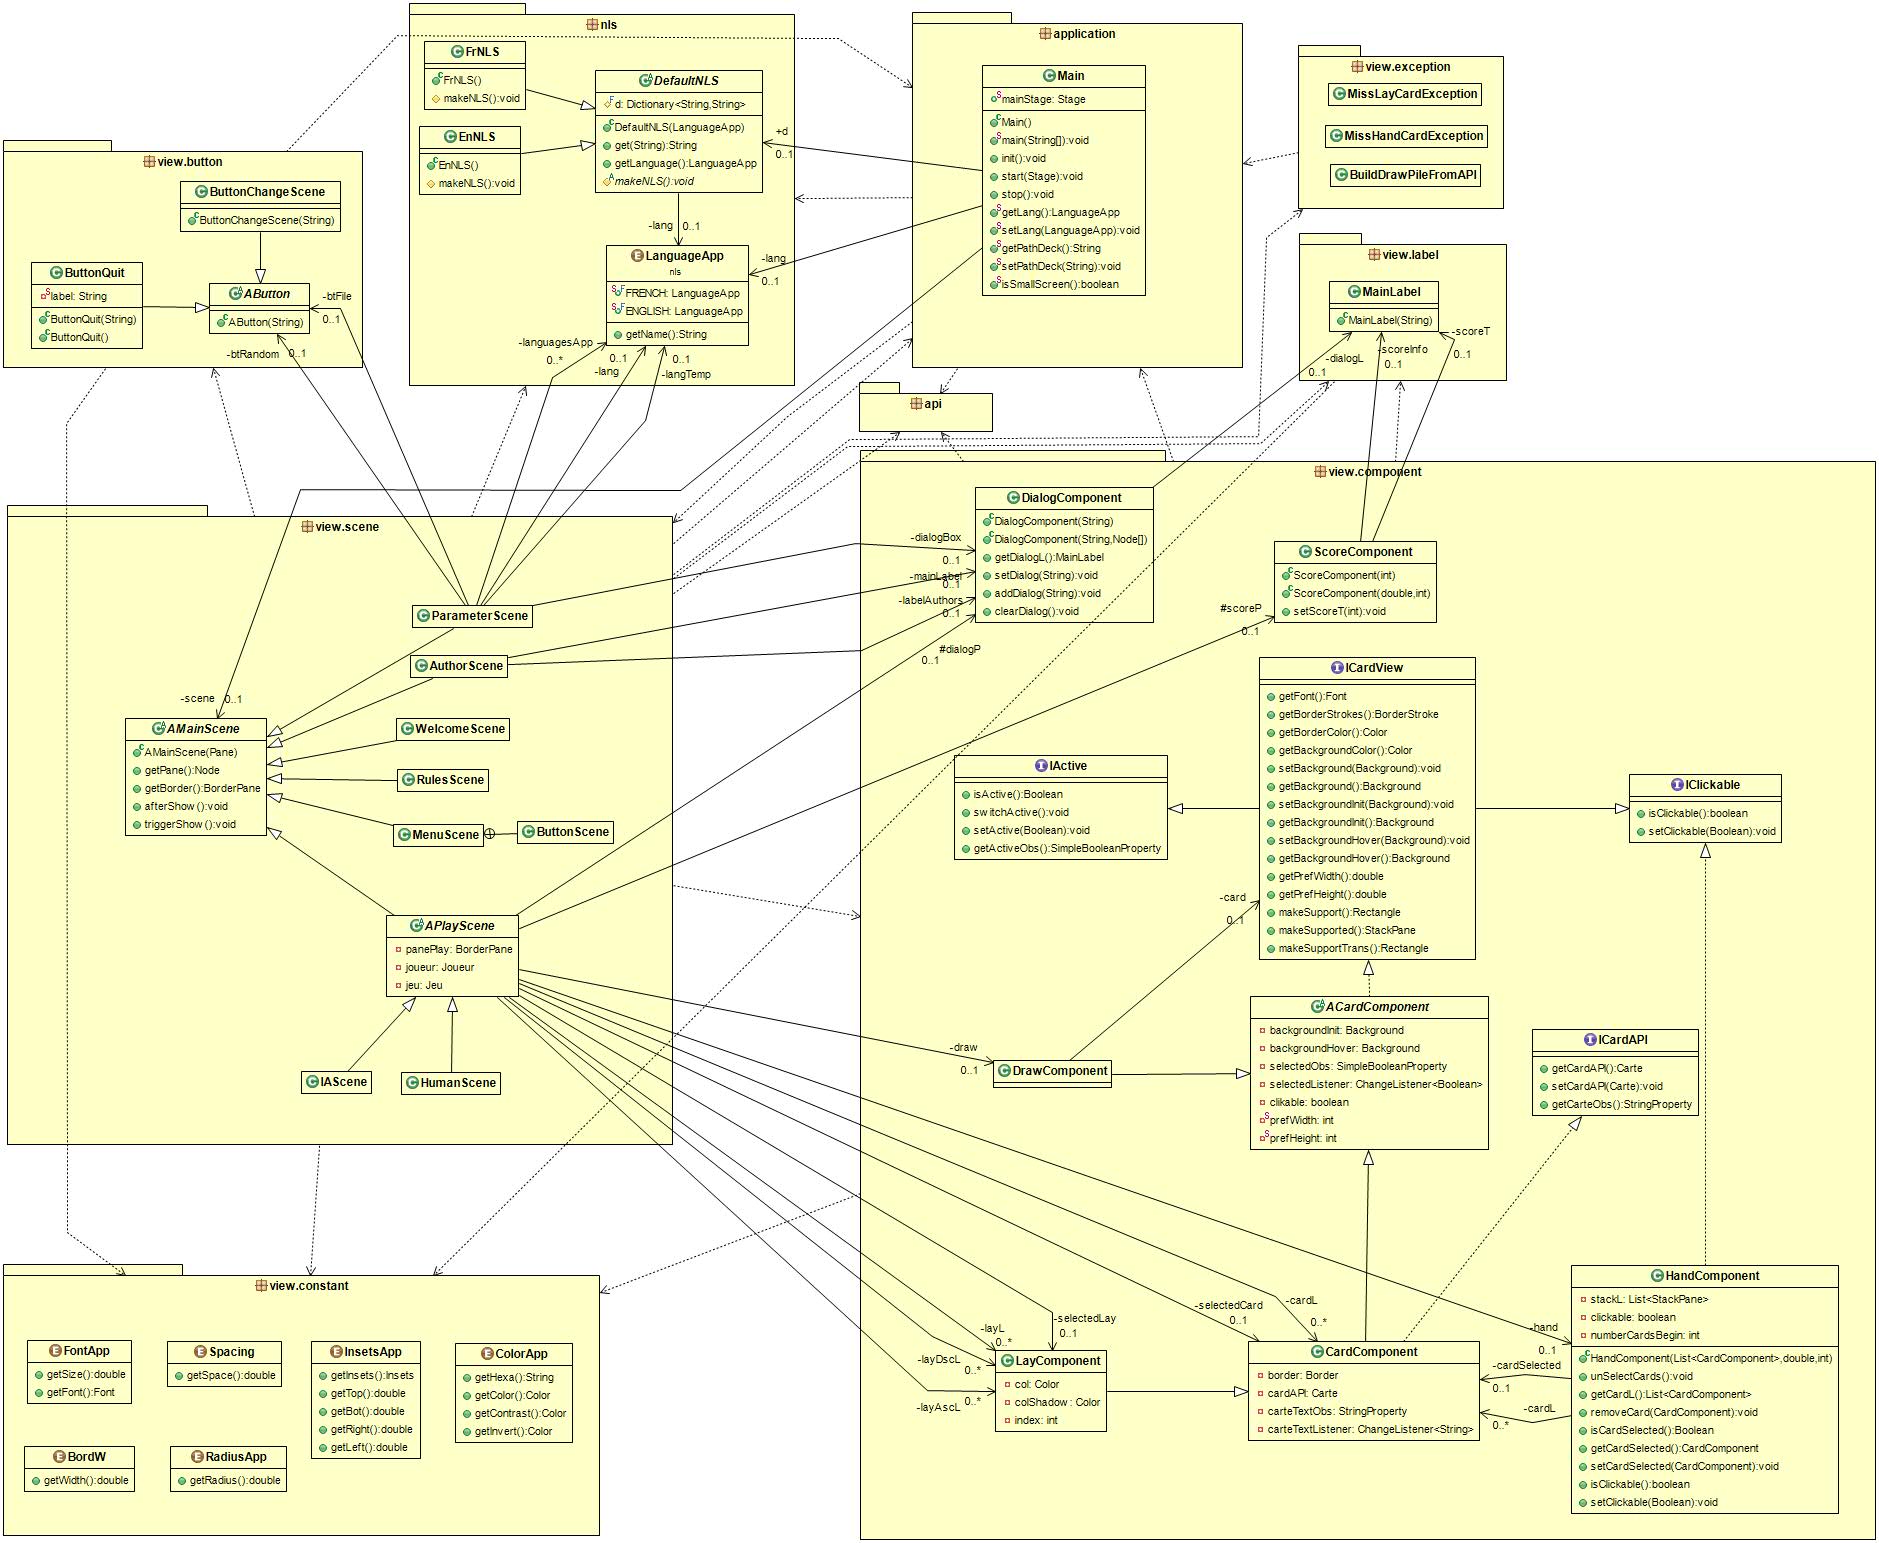 nls
FrNLS
FrNLS()
makeNLS():void
EnNLS
EnNLS()
makeNLS():void
DefaultNLS
d: Dictionary<String,String>
DefaultNLS(LanguageApp)
get(String):String
getLanguage():LanguageApp
makeNLS():void
-lang
0..1
LanguageApp
nls
FRENCH: LanguageApp
ENGLISH: LanguageApp
getName():String
-languagesApp
0..*
0..1
-lang
0..1
-langTemp
+d
0..1
-lang
0..1
application
Main
mainStage: Stage
Main()
main(String[]):void
init():void
start(Stage):void
stop():void
getLang():LanguageApp
setLang(LanguageApp):void
getPathDeck():String
setPathDeck(String):void
isSmallScreen():boolean
view.exception
MissLayCardException
MissHandCardException
BuildDrawPileFromAPI
view.button
ButtonChangeScene
ButtonChangeScene(String)
ButtonQuit
label: String
ButtonQuit(String)
ButtonQuit()
AButton
AButton(String)
-btFile
0..1
-btRandom
0..1
view.label
MainLabel
MainLabel(String)
-scoreT
0..1
-scoreInfo
0..1
-dialogL
0..1
api
view.scene
ParameterScene
AuthorScene
-scene
0..1
AMainScene
AMainScene(Pane)
getPane():Node
getBorder():BorderPane
afterShow():void
triggerShow():void
WelcomeScene
RulesScene
MenuScene
ButtonScene
APlayScene
panePlay: BorderPane
joueur: Joueur
jeu: Jeu
IAScene
HumanScene
view.component
DialogComponent
DialogComponent(String)
DialogComponent(String,Node[])
getDialogL():MainLabel
setDialog(String):void
addDialog(String):void
clearDialog():void
-dialogBox
0..1
-mainLabel
0..1
-labelAuthors
0..1
#dialogP
0..1
ScoreComponent
ScoreComponent(int)
ScoreComponent(double,int)
setScoreT(int):void
#scoreP
0..1
ICardView
getFont():Font
getBorderStrokes():BorderStroke
getBorderColor():Color
getBackgroundColor():Color
setBackground(Background):void
getBackground():Background
setBackgroundInit(Background):void
getBackgroundInit():Background
setBackgroundHover(Background):void
getBackgroundHover():Background
getPrefWidth():double
getPrefHeight():double
makeSupport():Rectangle
makeSupported():StackPane
makeSupportTrans():Rectangle
IActive
isActive():Boolean
switchActive():void
setActive(Boolean):void
getActiveObs():SimpleBooleanProperty
IClickable
isClickable():boolean
setClickable(Boolean):void
-card
0..1
ACardComponent
backgroundInit: Background
backgroundHover: Background
selectedObs: SimpleBooleanProperty
selectedListener: ChangeListener<Boolean>
clikable: boolean
prefWidth: int
prefHeight: int
-draw
0..1
DrawComponent
ICardAPI
getCardAPI():Carte
setCardAPI(Carte):void
getCarteObs():StringProperty
HandComponent
stackL: List<StackPane>
clickable: boolean
numberCardsBegin: int
HandComponent(List<CardComponent>,double,int)
unSelectCards():void
getCardL():List<CardComponent>
removeCard(CardComponent):void
isCardSelected():Boolean
getCardSelected():CardComponent
setCardSelected(CardComponent):void
isClickable():boolean
setClickable(Boolean):void
-hand
0..1
-cardSelected
0..1
-cardL
0..*
-selectedCard
0..1
-cardL
0..*
CardComponent
border: Border
cardAPI: Carte
carteTextObs: StringProperty
carteTextListener: ChangeListener<String>
-selectedLay
0..1
-layL
0..*
-layDscL
0..*
-layAscL
0..*
LayComponent
col: Color
colShadow: Color
index: int
view.constant
FontApp
getSize():double
getFont():Font
Spacing
getSpace():double
InsetsApp
getInsets():Insets
getTop():double
getBot():double
getRight():double
getLeft():double
ColorApp
getHexa():String
getColor():Color
getContrast():Color
getInvert():Color
BordW
getWidth():double
RadiusApp
getRadius():double